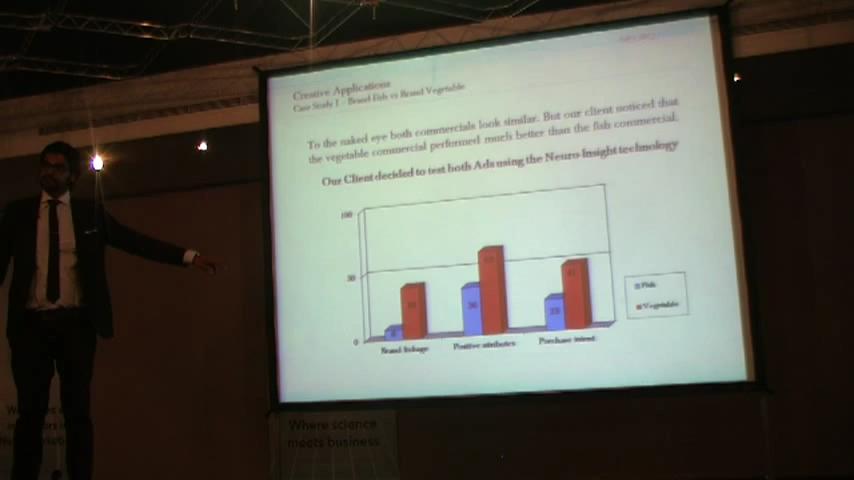 Creative Applications
Case Study 1 - Brand Fish vs Brand Vegetable
To the naked eye both commercials look similar. But our client noticed that
the vegetable commercial performed much better than the fish commercial.
Our Client decided to test both Ads using the Neuro-Insight technology
100
50
0
36
Brand linkage
Positive attributes
Purchase intent
Fish
Vegetable
Where science
meets business